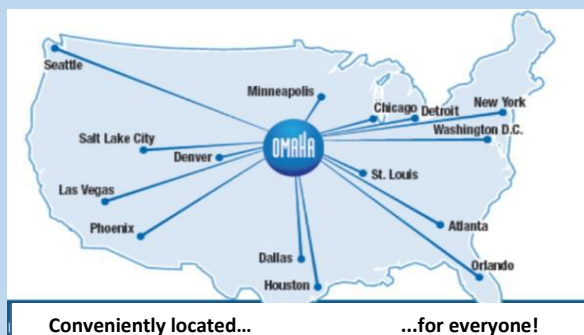 Seattle
Minneapolis
Chicago
Detroit
New York
Washington D.C.
Salt Lake City
Denver
OMAHA
St. Louis
Las Vegas
Phoenix
Atlanta
Dallas
Orlando
Houston
Conveniently located… ...for everyone!